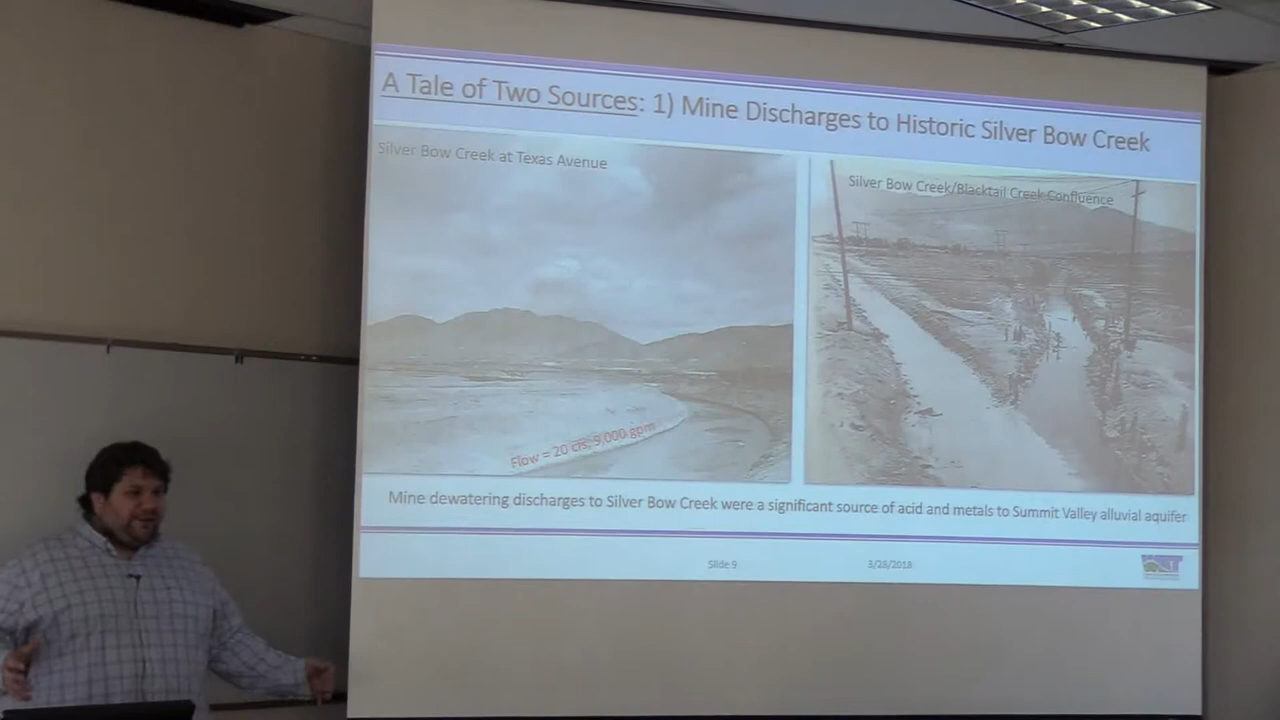 A Tale of Two Sources: 1) Mine Discharges to Historic Silver Bow Creek
Silver Bow Creek at Texas Avenue
Silver Bow Creek/Blacktail Creek Confluence
Flow = 20 cfs; 9,000 gpm
Mine dewatering discharges to Silver Bow Creek were a significant source of acid and metals to Summit Valley alluvial aquifer
Slide 9
3/28/2018